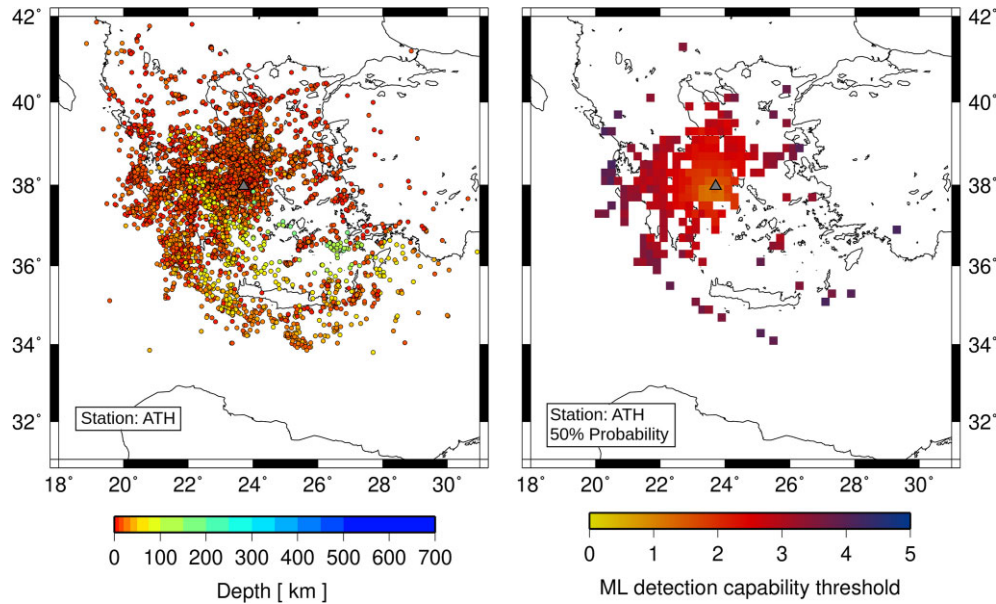 42˚
40˚
38˚
36˚
34˚
32˚
18˚ 20˚ 22˚ 24˚ 26˚ 28˚ 30˚
Station: ATH
0 100 200 300 400 500 600 700
Depth [ km ]
42˚
40˚
38˚
36˚
34˚
32˚
18˚ 20˚ 22˚ 24˚ 26˚ 28˚ 30˚
Station: ATH
50% Probability
0 1 2 3 4 5
ML detection capability threshold